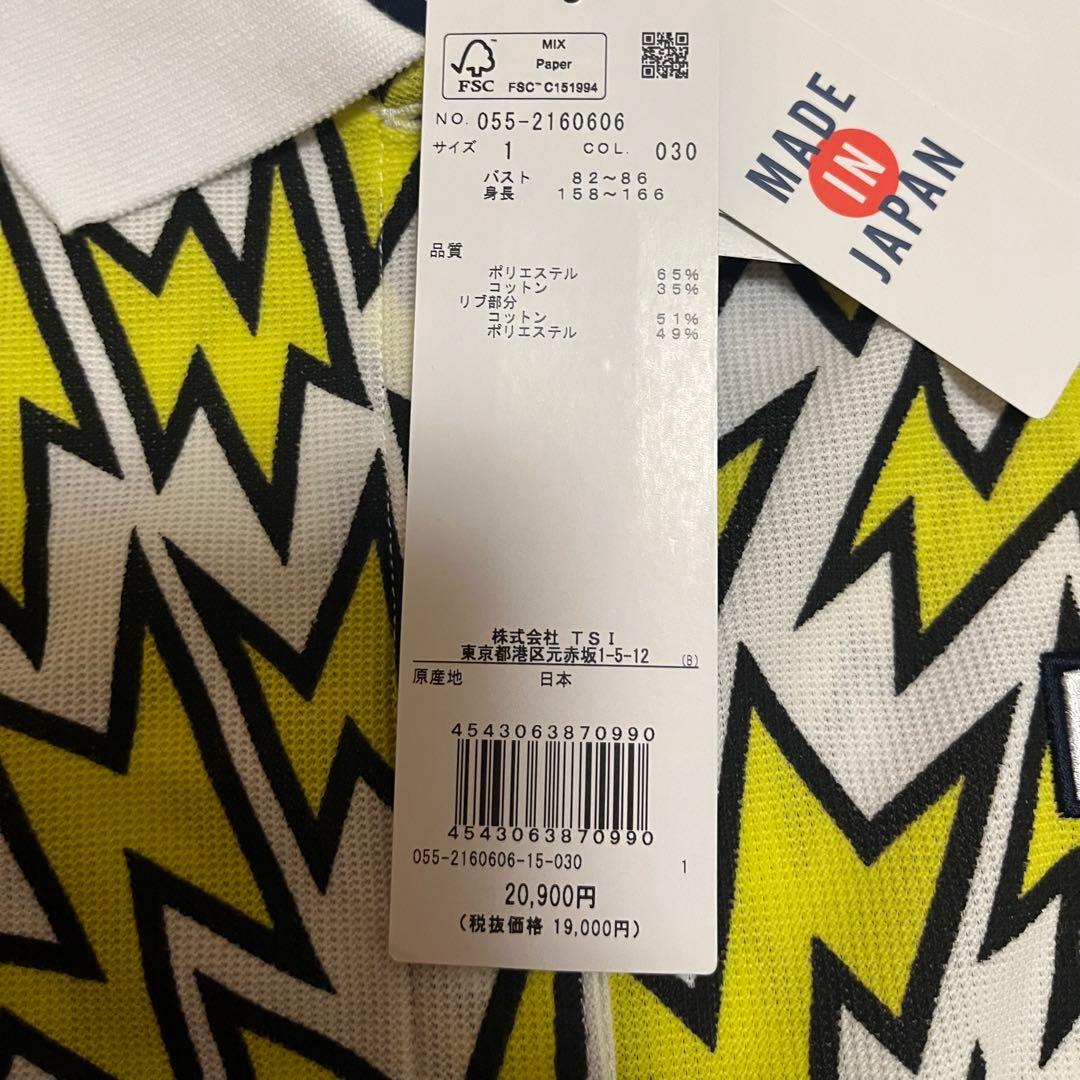 MIX
Paper
FSC
FSC™ C151994
NO. 055-2160606
サイズ 1 COL. 030
バスト 82～86
身長 158～166
品質
ポリエステル 65%
コットン 35%
リブ部分
コットン 51%
ポリエステル 49%
株式会社 TSI
東京都港区元赤坂1-5-12 (B)
原産地 日本
4543063870990
4543063870990
055-2160606-15-030 1
20,900円
(税抜価格 19,000円)
MADE
IN
JAPAN